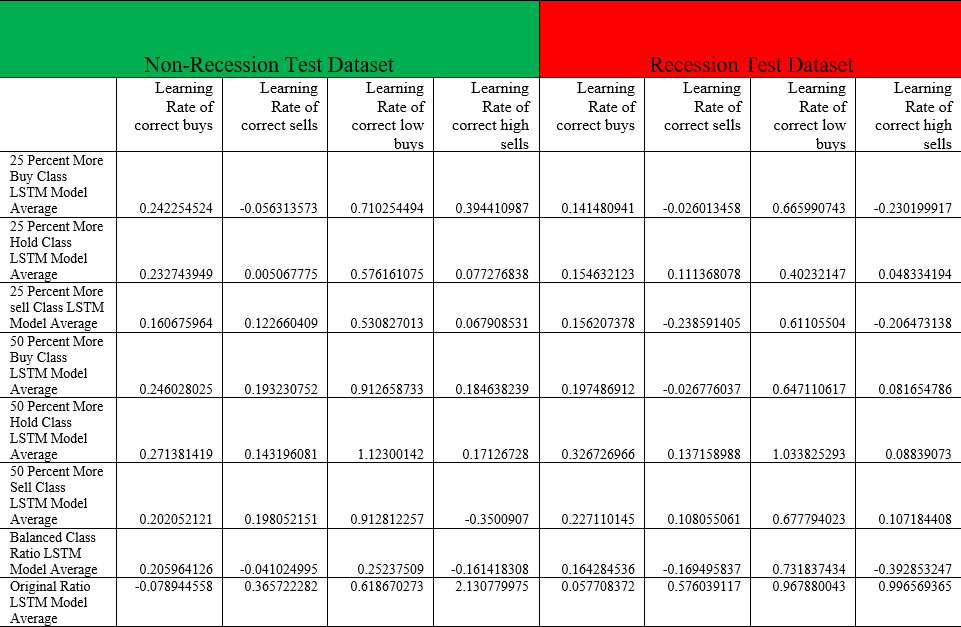 Non-Recession Test Dataset Recession Test Dataset
Learning Learning Learning Learning Learning Learning Learning Learning
Rate of Rate of Rate of Rate of Rate of Rate of Rate of Rate of
correct buys correct sells correct low correct high correct buys correct sells correct low correct high
buys sells buys sells
25 Percent More
Buy Class
LSTM Model
Average 0.242254524 -0.056313573 0.710254494 0.394410987 0.141480941 -0.026013458 0.665990743 -0.230199917
25 Percent More
Hold Class
LSTM Model
Average 0.232743949 0.005067775 0.576161075 0.077276838 0.154632123 0.111368078 0.40232147 0.048334194
25 Percent More
sell Class LSTM
Model Average 0.160675964 0.122660409 0.530827013 0.067908531 0.156207378 -0.238591405 0.61105504 -0.206473138
50 Percent More
Buy Class
LSTM Model
Average 0.246028025 0.193230752 0.912658733 0.184638239 0.197486912 -0.026776037 0.647110617 0.081654786
50 Percent More
Hold Class
LSTM Model
Average 0.271381419 0.143196081 1.12300142 0.17126728 0.326726966 0.137158988 1.033825293 0.08839073
50 Percent More
Sell Class
LSTM Model
Average 0.202052121 0.198052151 0.912812257 -0.3500907 0.227110145 0.108055061 0.677794023 0.107184408
Balanced Class
Ratio LSTM
Model Average 0.205964126 -0.041024995 0.25237509 -0.161418308 0.164284536 -0.169495837 0.731837434 -0.392853247
Original Ratio -0.078944558 0.365722282 0.618670273 2.130779975 0.057708372 0.576039117 0.967880043 0.996569365
LSTM Model
Average